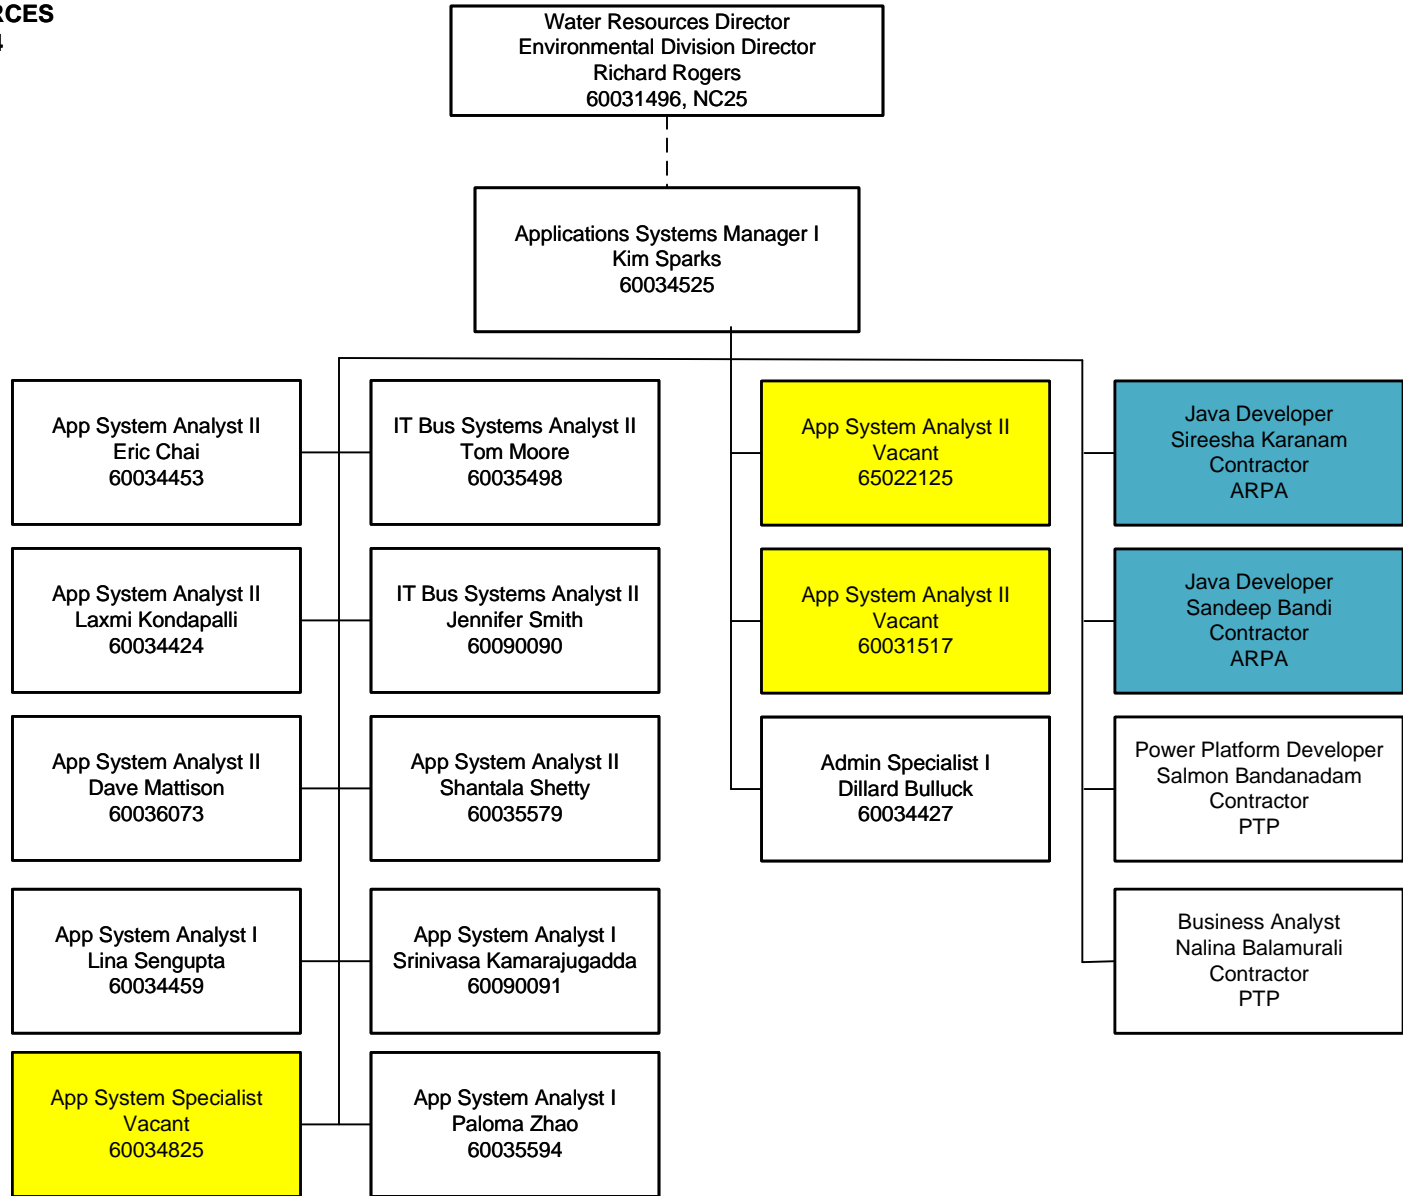 Water Resources Director
Environmental Division Director
Richard Rogers
60031496, NC25
Applications Systems Manager I
Kim Sparks
60034525
App System Analyst II
Eric Chai
60034453
IT Bus Systems Analyst II
Tom Moore
60035498
App System Analyst II
Vacant
65022125
Java Developer
Sireesha Karanam
Contractor
ARPA
App System Analyst II
Laxmi Kondapalli
60034424
IT Bus Systems Analyst II
Jennifer Smith
60090090
App System Analyst II
Vacant
60031517
Java Developer
Sandeep Bandi
Contractor
ARPA
App System Analyst II
Dave Mattison
60036073
App System Analyst II
Shantala Shetty
60035579
Admin Specialist I
Dillard Bulluck
60034427
Power Platform Developer
Salmon Bandanadam
Contractor
PTP
App System Analyst I
Lina Sengupta
60034459
App System Analyst I
Srinivasa Kamarajugadda
60090091
Business Analyst
Nalina Balamurali
Contractor
PTP
App System Specialist
Vacant
60034825
App System Analyst I
Paloma Zhao
60035594